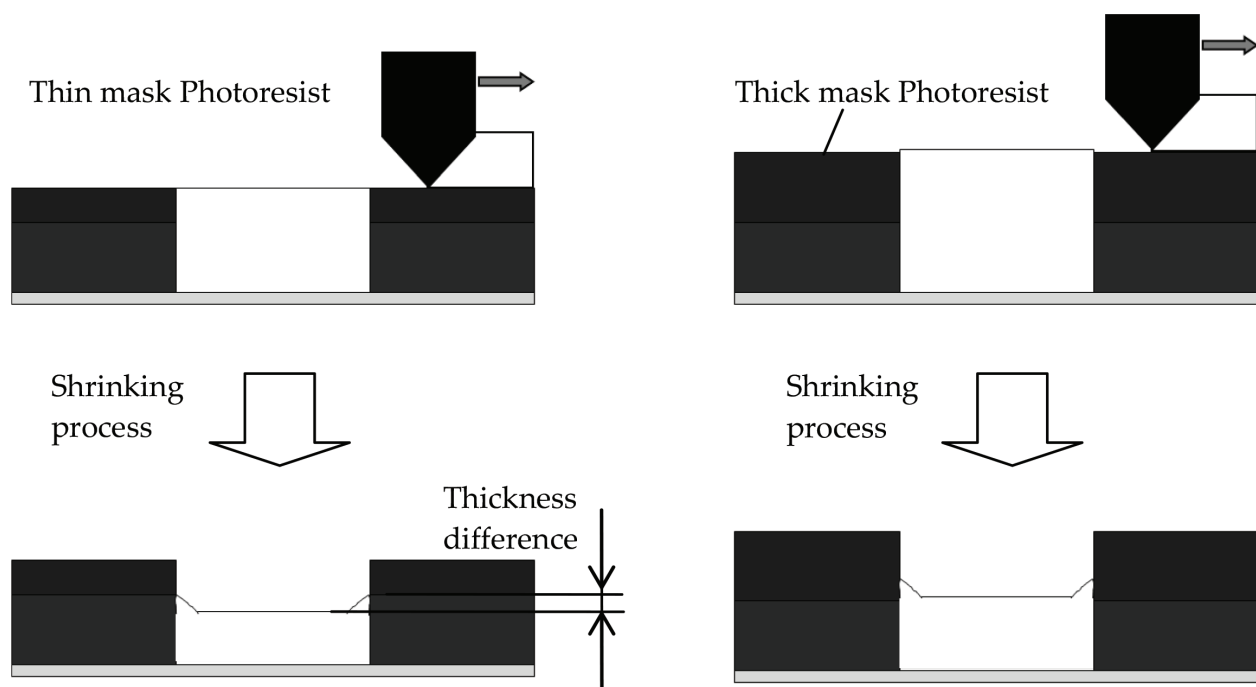 Thin mask Photoresist
Thick mask Photoresist
Shrinking
process
Shrinking
process
Thickness
difference